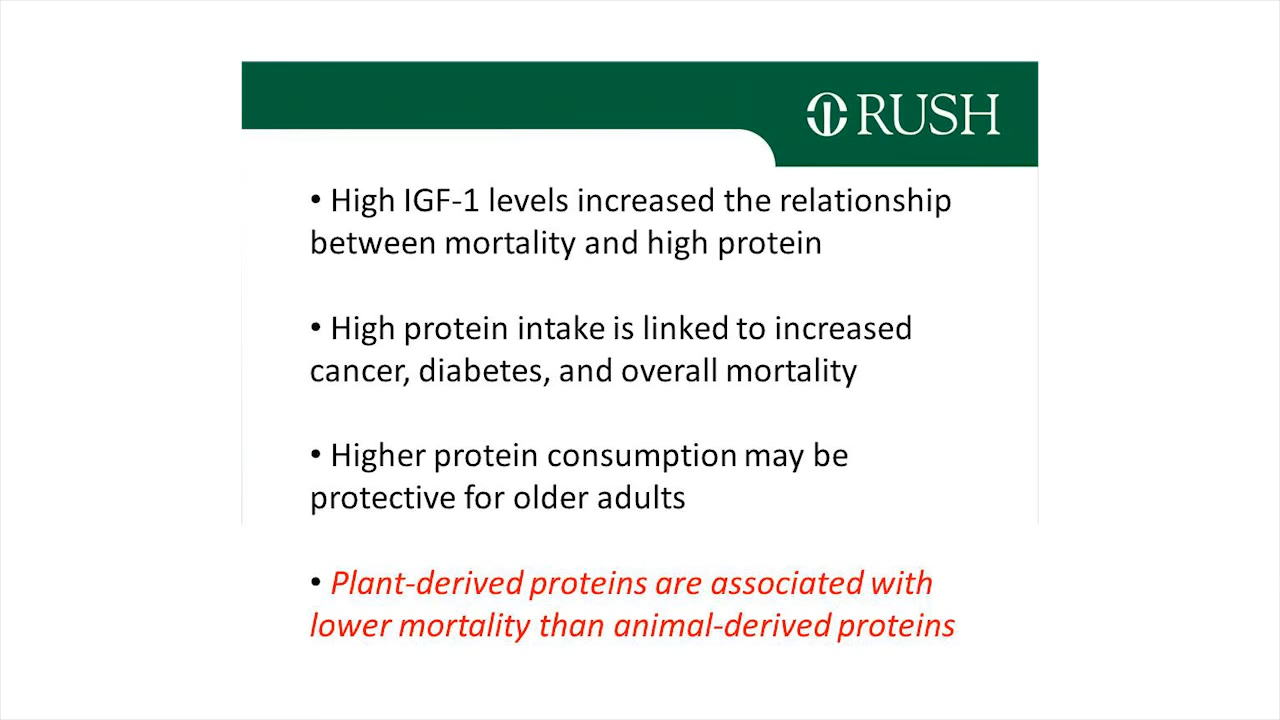 RUSH
• High IGF-1 levels increased the relationship
between mortality and high protein
• High protein intake is linked to increased
cancer, diabetes, and overall mortality
• Higher protein consumption may be
protective for older adults
• Plant-derived proteins are associated with
lower mortality than animal-derived proteins